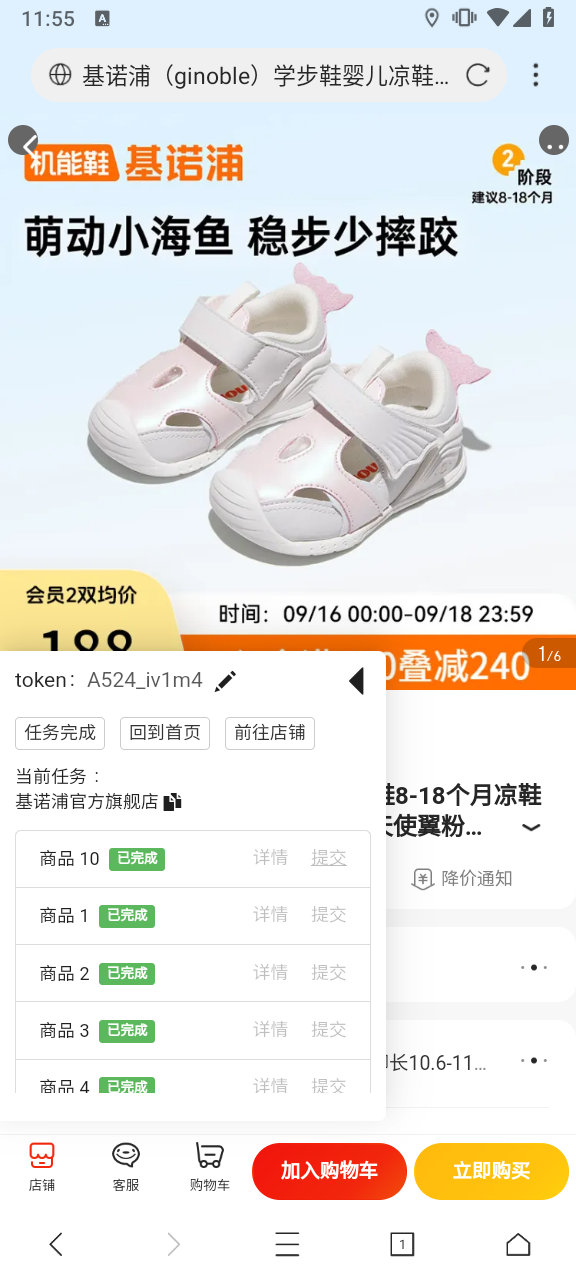 11:55
A
基诺浦（ginoble）学步鞋婴儿凉鞋...
机能鞋 基诺浦
2阶段
建议8-18个月
萌动小海鱼 稳步少摔跤
会员2双均价
时间： 09/16 00:00-09/18 23:59
188
0叠减240
1/6
token： A524_iv1m4
任务完成 回到首页 前往店铺
当前任务：
基诺浦官方旗舰店
鞋8-18个月凉鞋
天使翼粉...
降价通知
商品 10 已完成 详情 提交
商品 1 已完成 详情 提交
商品 2 已完成 详情 提交
商品 3 已完成 详情 提交
商品 4 已完成 详情 提交
长10.6-11...
店铺 客服 购物车 加入购物车 立即购买
1